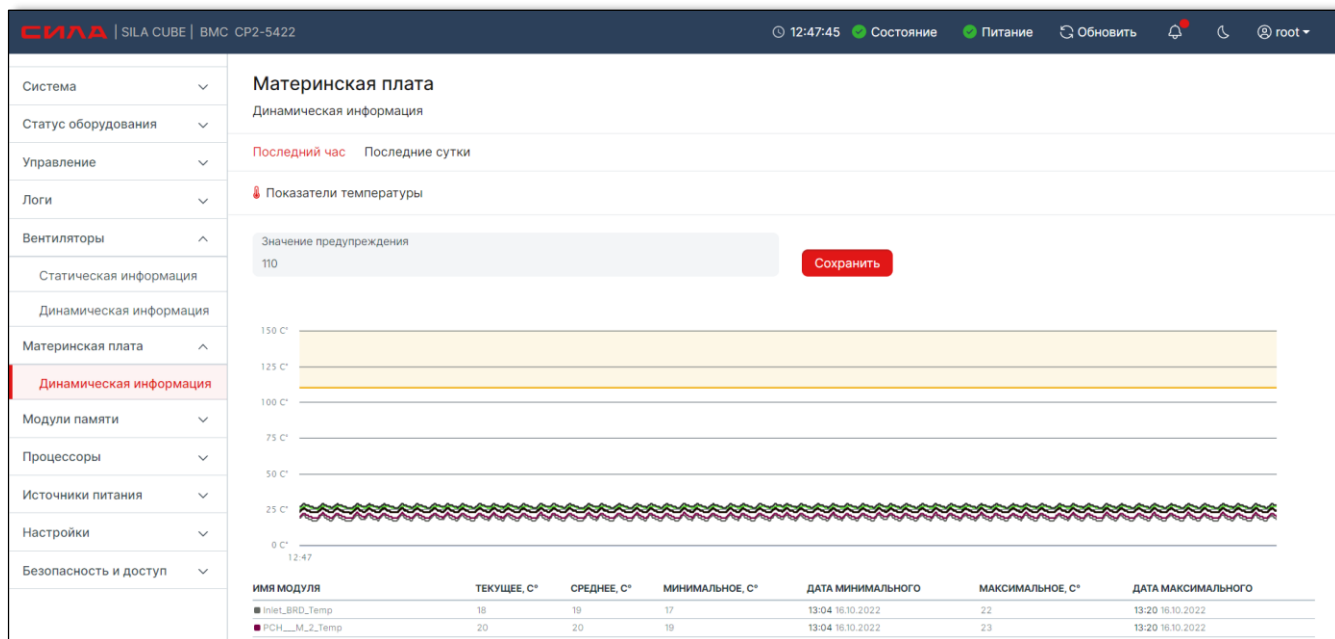 СИЛА | SILA CUBE | BMC CP2-5422 12:47:45 Состояние Питание Обновить root
Система
Статус оборудования
Управление
Логи
Вентиляторы
Статическая информация
Динамическая информация
Материнская плата
Динамическая информация
Модули памяти
Процессоры
Источники питания
Настройки
Безопасность и доступ
Материнская плата
Динамическая информация
Последний час Последние сутки
Показатели температуры
Значение предупреждения
110
Сохранить
150 C°
125 C°
100 C°
75 C°
50 C°
25 C°
0 C°
12:47
ИМЯ МОДУЛЯ ТЕКУЩЕЕ, С° СРЕДНЕЕ, С° МИНИМАЛЬНОЕ, С° ДАТА МИНИМАЛЬНОГО МАКСИМАЛЬНОЕ, С° ДАТА МАКСИМАЛЬНОГО
Inlet_BRD_Temp 18 19 17 13:04 16.10.2022 22 13:20 16.10.2022
PCH__M_2_Temp 20 20 19 13:04 16.10.2022 23 13:20 16.10.2022